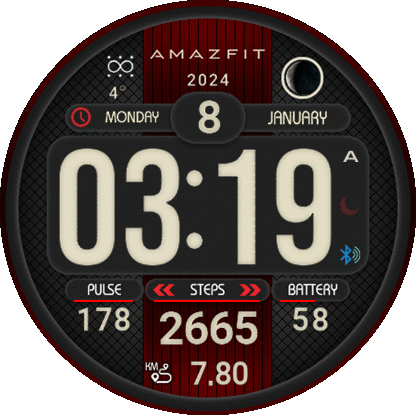 AMAZFIT
2024
4°
MONDAY 8 JANUARY
03:19
A
PULSE STEPS BATTERY
178 2665 58
KM 7.80